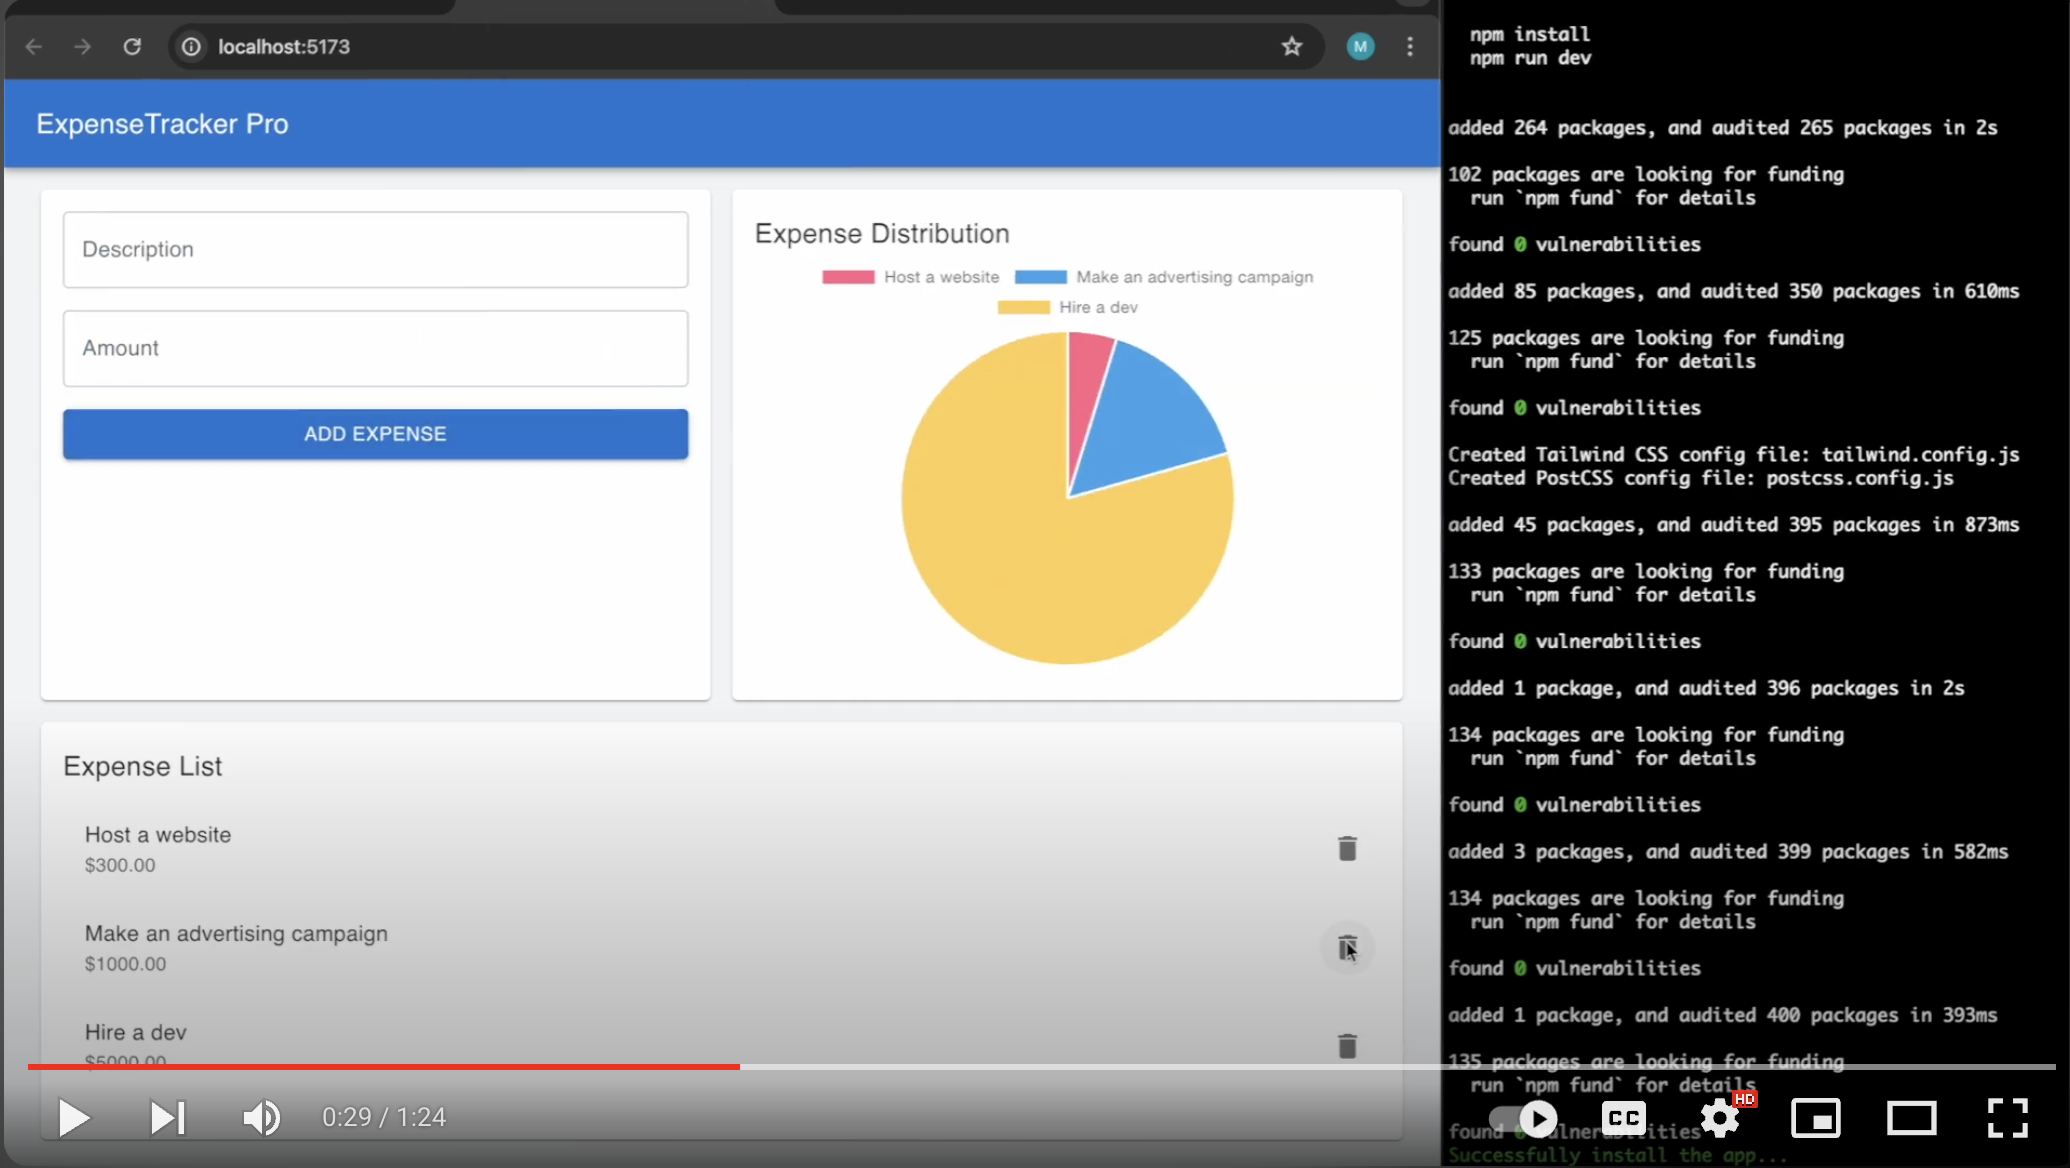 localhost:5173
M
ExpenseTracker Pro
Description
Amount
ADD EXPENSE
Expense Distribution
Host a website
Make an advertising campaign
Hire a dev
Expense List
Host a website
$300.00
Make an advertising campaign
$1000.00
Hire a dev
$5000.00
npm install
npm run dev
added 264 packages, and audited 265 packages in 2s
102 packages are looking for funding
run `npm fund` for details
found 0 vulnerabilities
added 85 packages, and audited 350 packages in 610ms
125 packages are looking for funding
run `npm fund` for details
found 0 vulnerabilities
Created Tailwind CSS config file: tailwind.config.js
Created PostCSS config file: postcss.config.js
added 45 packages, and audited 395 packages in 873ms
133 packages are looking for funding
run `npm fund` for details
found 0 vulnerabilities
added 1 package, and audited 396 packages in 2s
134 packages are looking for funding
run `npm fund` for details
found 0 vulnerabilities
added 3 packages, and audited 399 packages in 582ms
134 packages are looking for funding
run `npm fund` for details
found 0 vulnerabilities
added 1 package, and audited 400 packages in 393ms
135 packages are looking for funding
run `npm fund` for details
found 0 vulnerabilities
Successfully install the app...
0:29 / 1:24
CC
HD